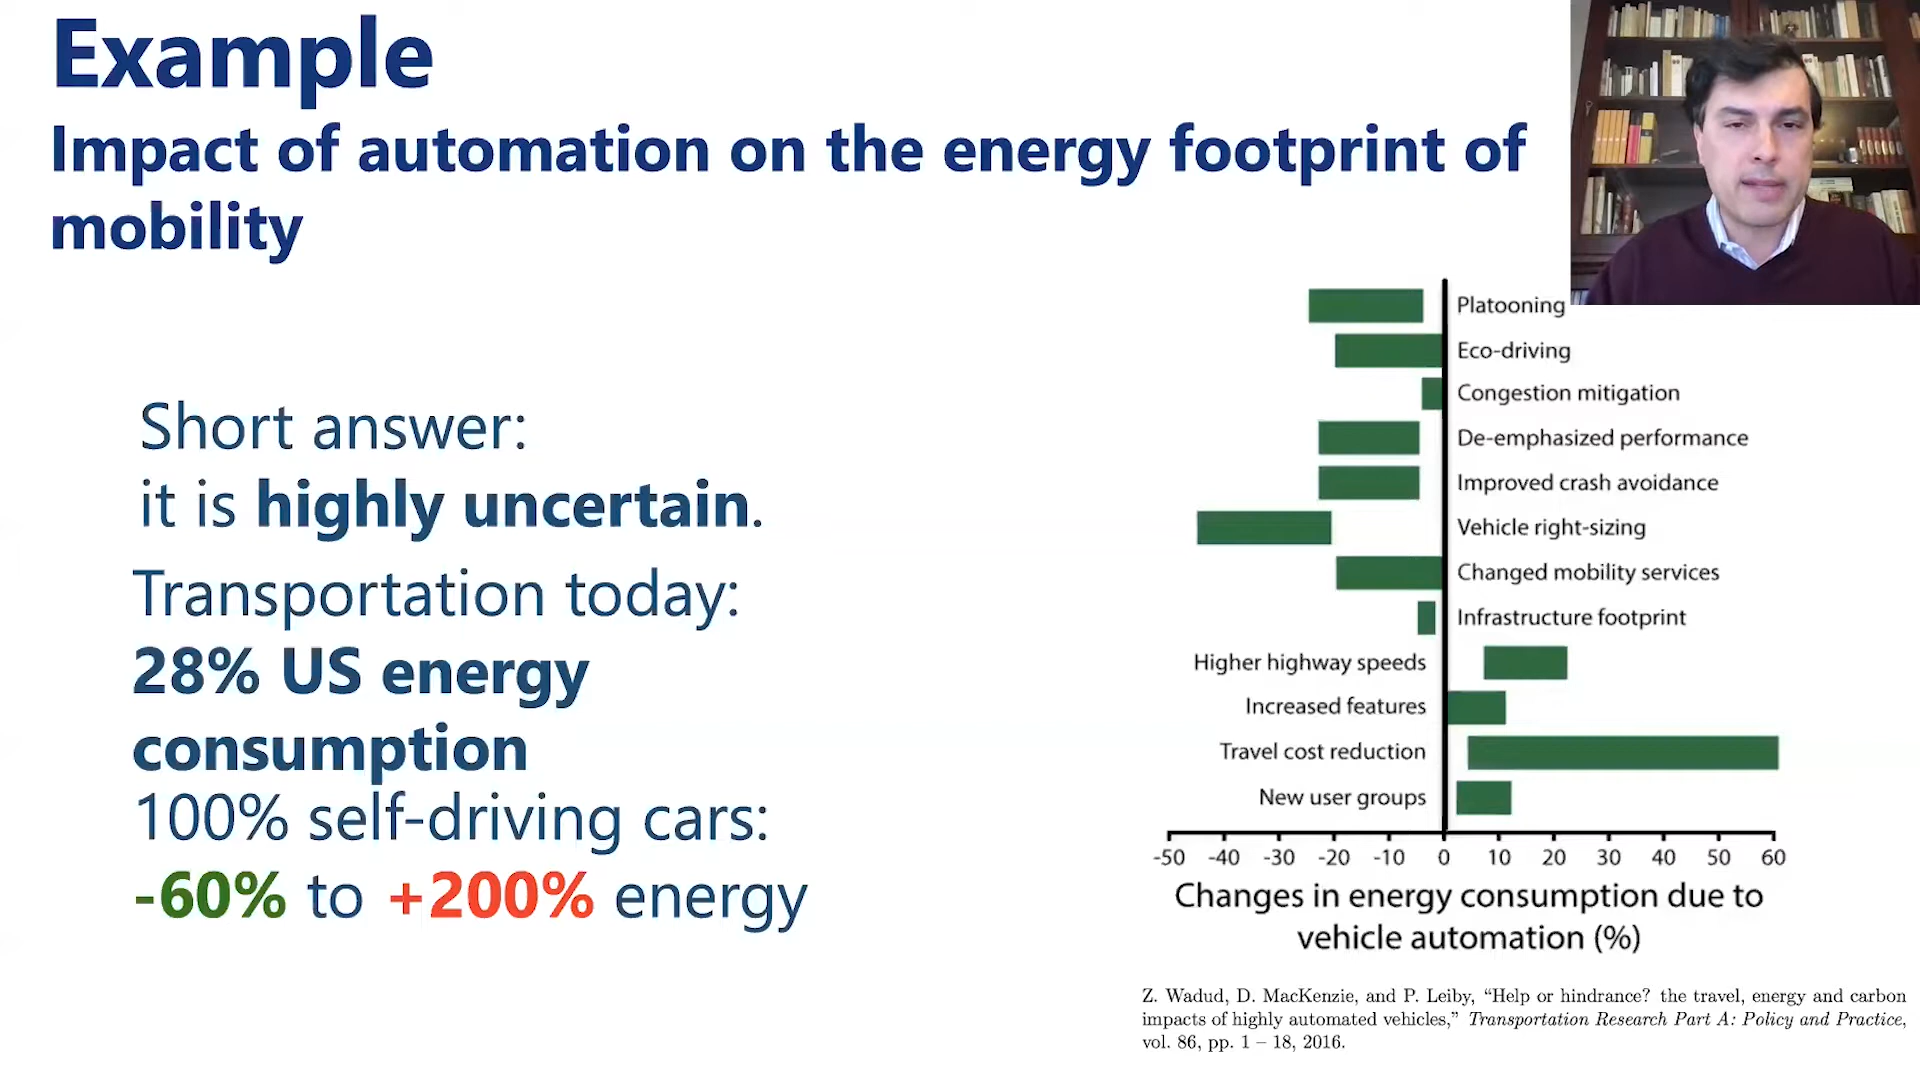 Example
Impact of automation on the energy footprint of
mobility
Short answer:
it is highly uncertain.
Transportation today:
28% US energy
consumption
100% self-driving cars:
-60% to +200% energy
Platooning
Eco-driving
Congestion mitigation
De-emphasized performance
Improved crash avoidance
Vehicle right-sizing
Changed mobility services
Infrastructure footprint
Higher highway speeds
Increased features
Travel cost reduction
New user groups
-50 -40 -30 -20 -10 0 10 20 30 40 50 60
Changes in energy consumption due to
vehicle automation (%)
Z. Wadud, D. MacKenzie, and P. Leiby, “Help or hindrance? the travel, energy and carbon
impacts of highly automated vehicles,” Transportation Research Part A: Policy and Practice,
vol. 86, pp. 1 – 18, 2016.